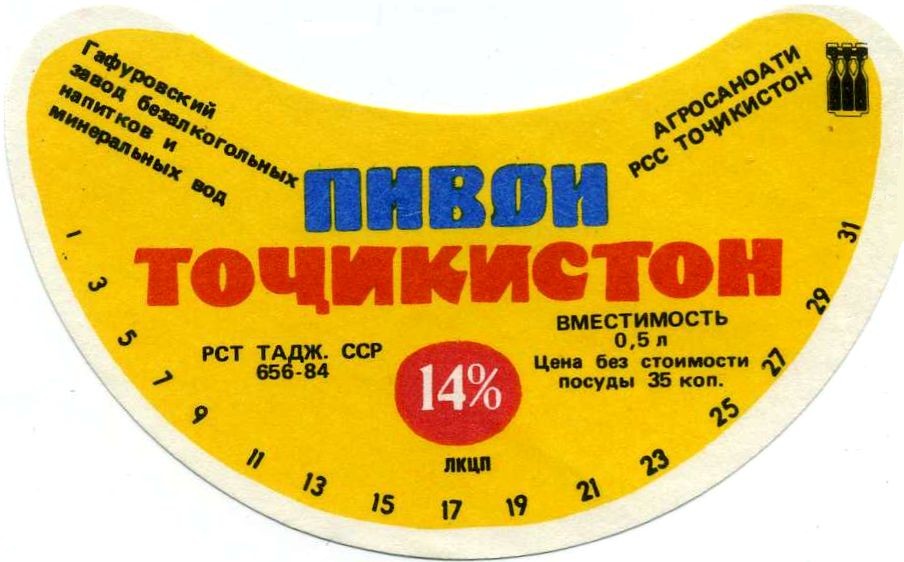 Гафуровский
завод безалкогольных
напитков и
минеральных вод
АГРОСАНОАТИ
РСС ТОҶИКИСТОН
ПИВОИ
ТОҶИКИСТОН
РСТ ТАДЖ. ССР
656-84
14%
ЛКЦП
ВМЕСТИМОСТЬ
0,5 л
Цена без стоимости
посуды 35 коп.
1 3 5 7 9 11 13 15 17 19 21 23 25 27 29 31